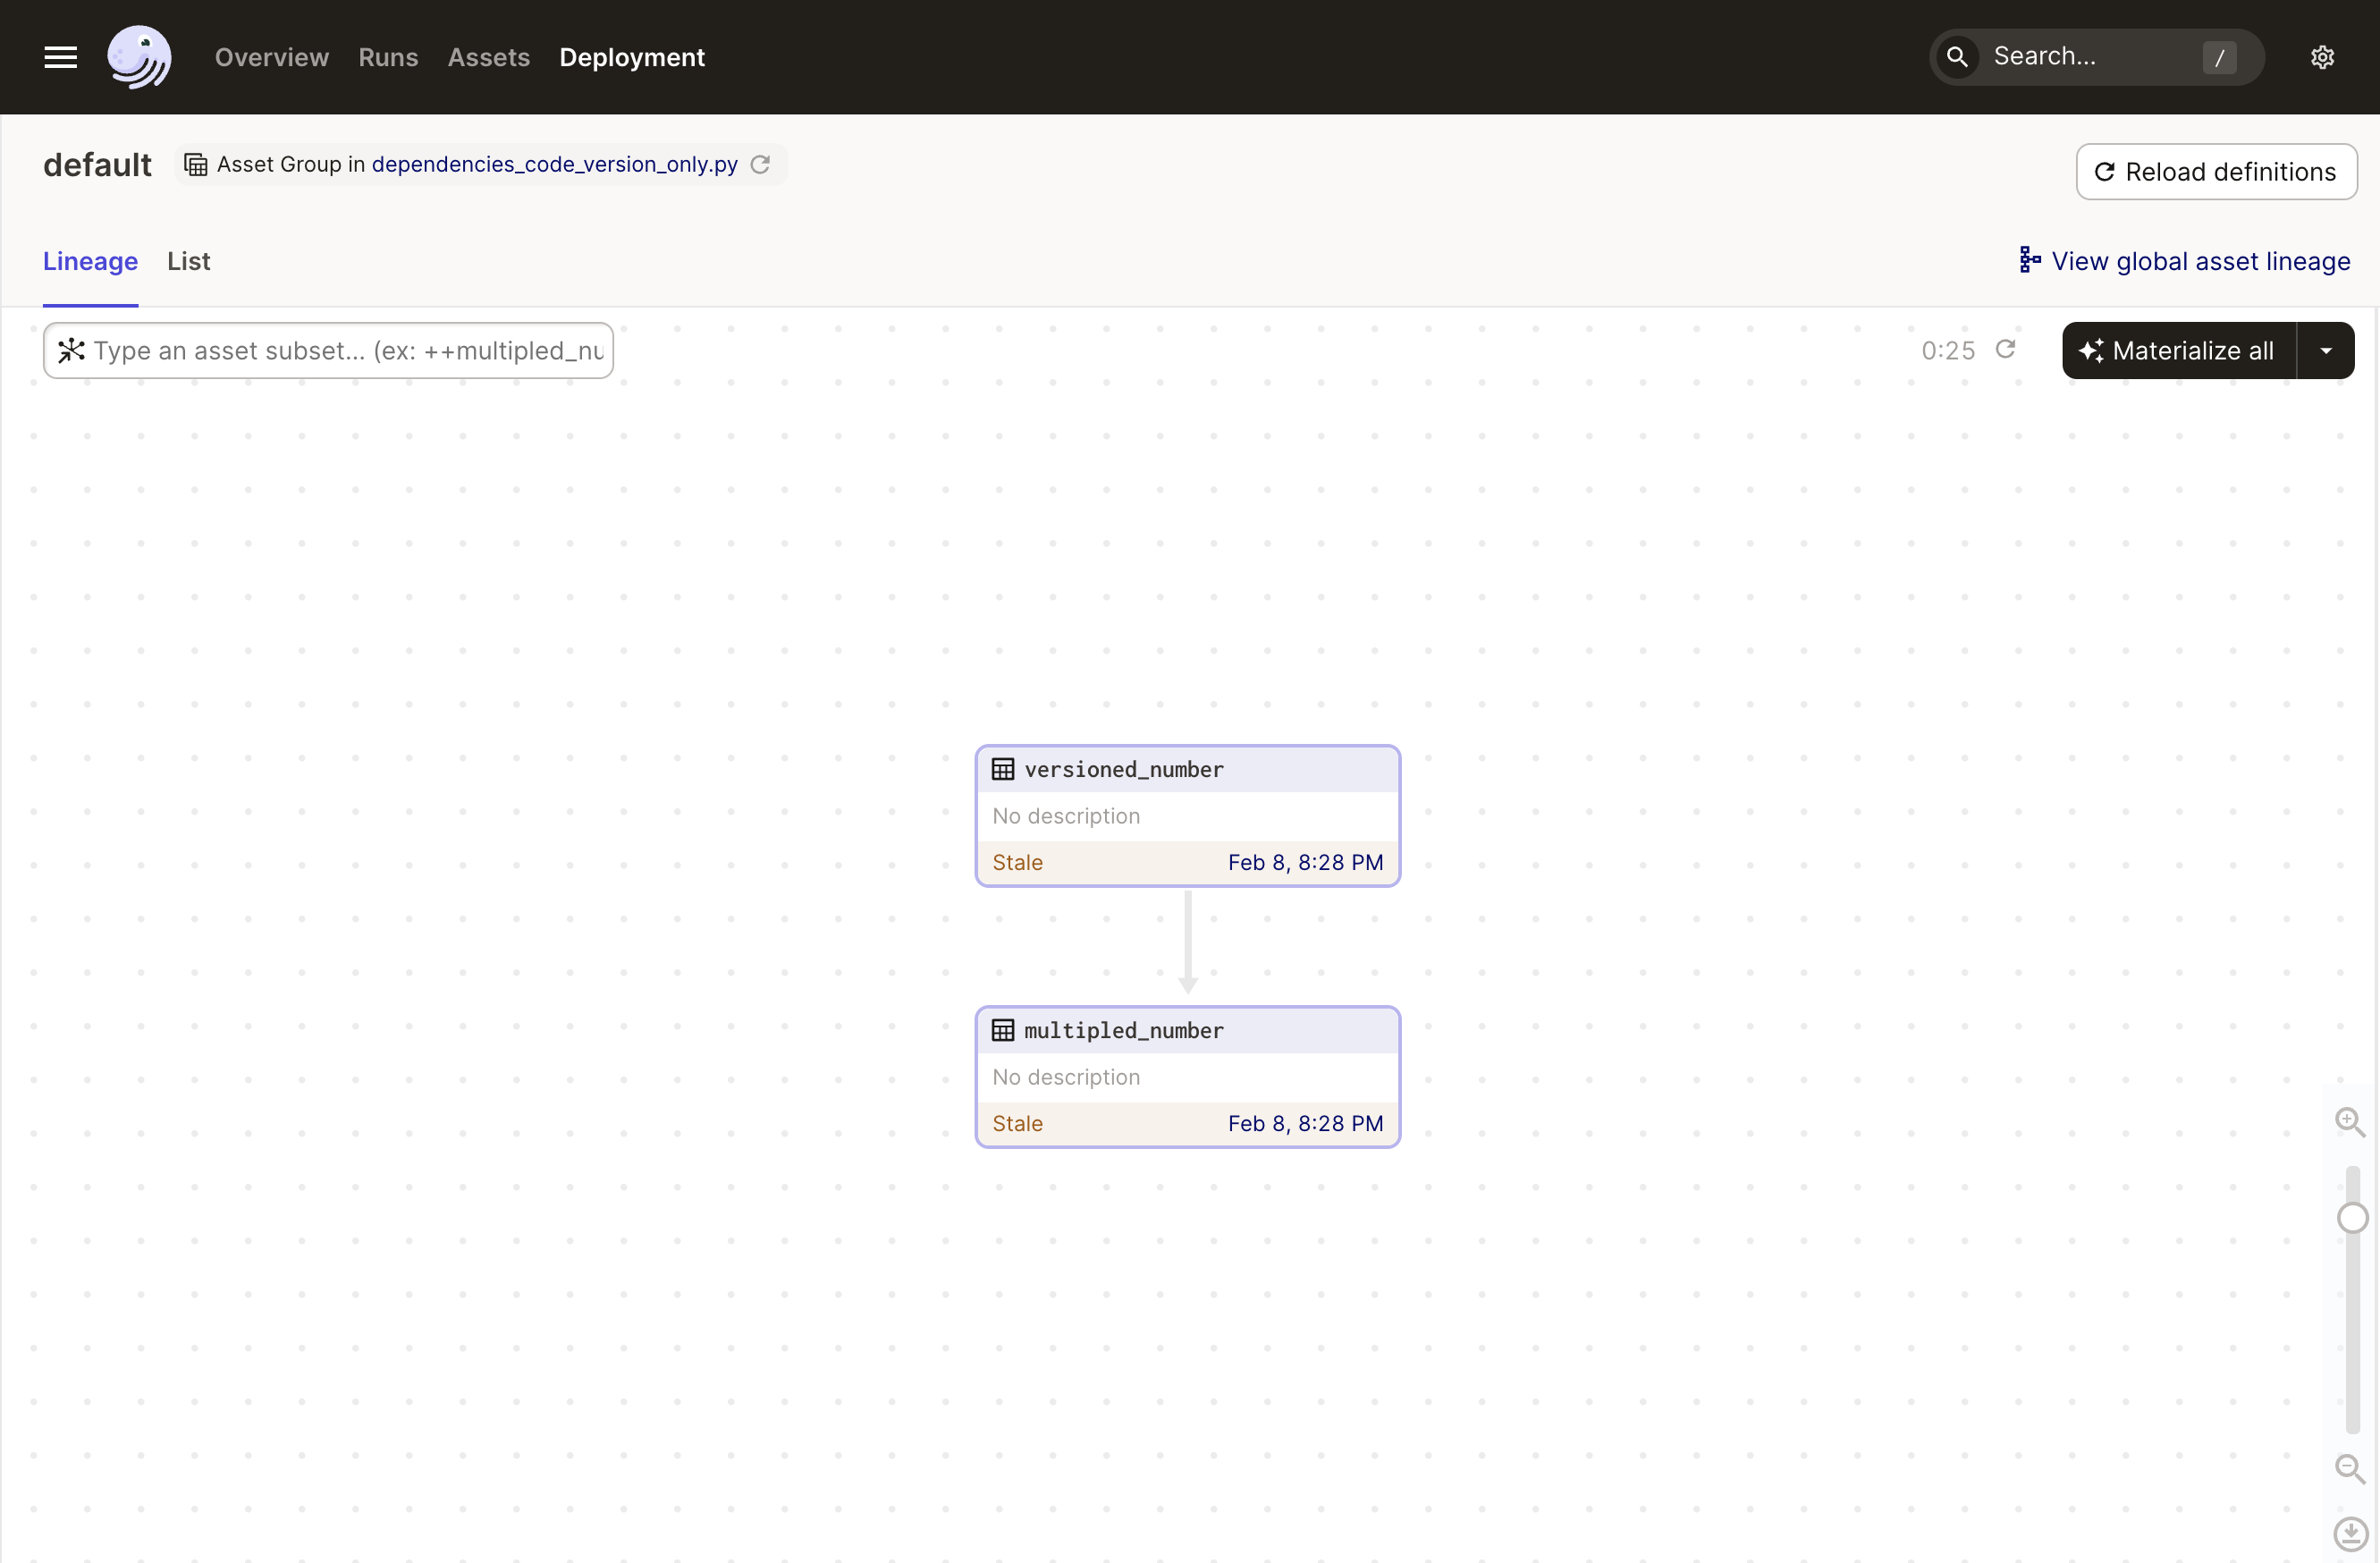 Overview Runs Assets Deployment
Search... /
default
Asset Group in dependencies_code_version_only.py
Reload definitions
Lineage List
View global asset lineage
Type an asset subset... (ex: ++multipled_nu
0:25
Materialize all
versioned_number
No description
Stale Feb 8, 8:28 PM
multipled_number
No description
Stale Feb 8, 8:28 PM